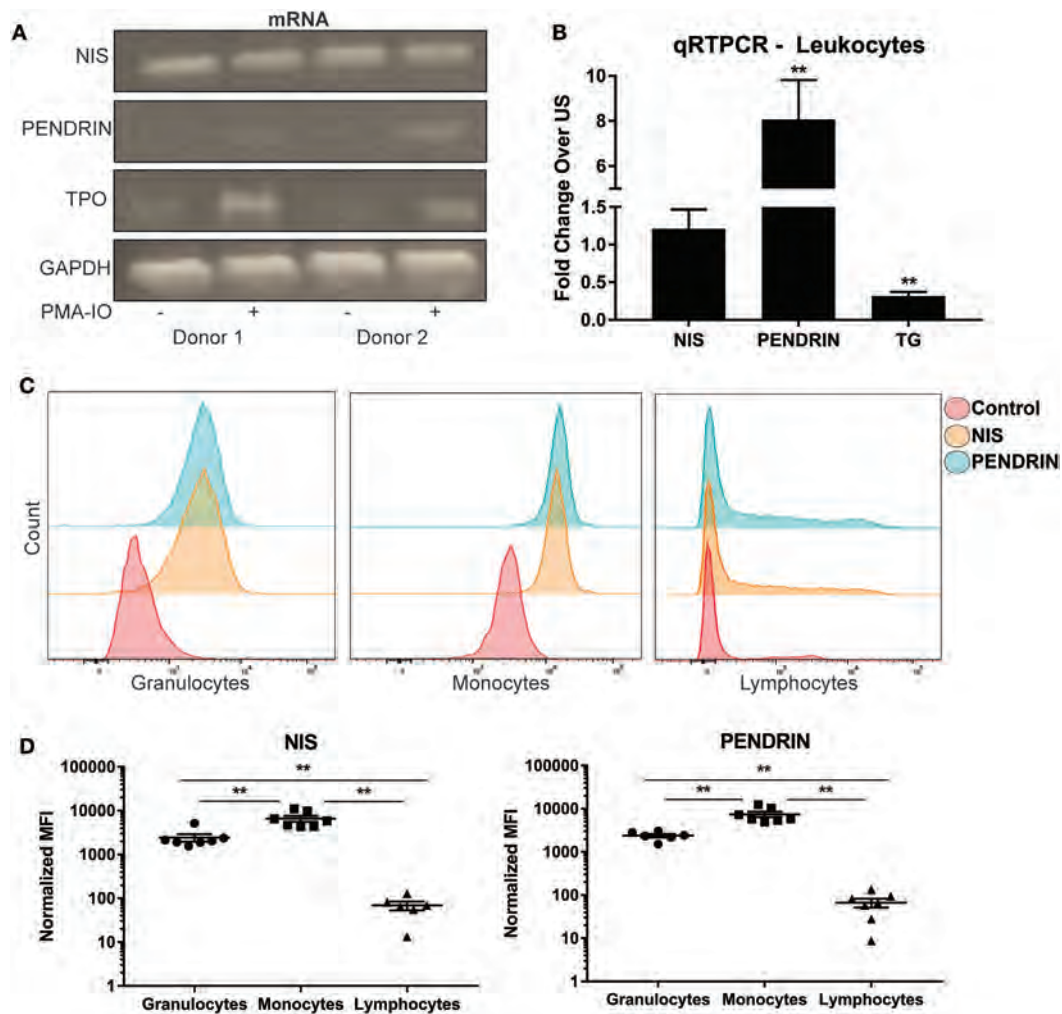 A
mRNA
NIS
PENDRIN
TPO
GAPDH
PMA-IO - + - +
Donor 1 Donor 2
B
qRTPCR - Leukocytes
Fold Change Over US
10
8
6
4
1.5
1.0
0.5
0.0
**
**
NIS PENDRIN TG
C
Count
Granulocytes Monocytes Lymphocytes
Control
NIS
PENDRIN
D
NIS
Normalized MFI
100000
10000
1000
100
10
1
**
** **
Granulocytes Monocytes Lymphocytes
PENDRIN
Normalized MFI
100000
10000
1000
100
10
1
**
** **
Granulocytes Monocytes Lymphocytes